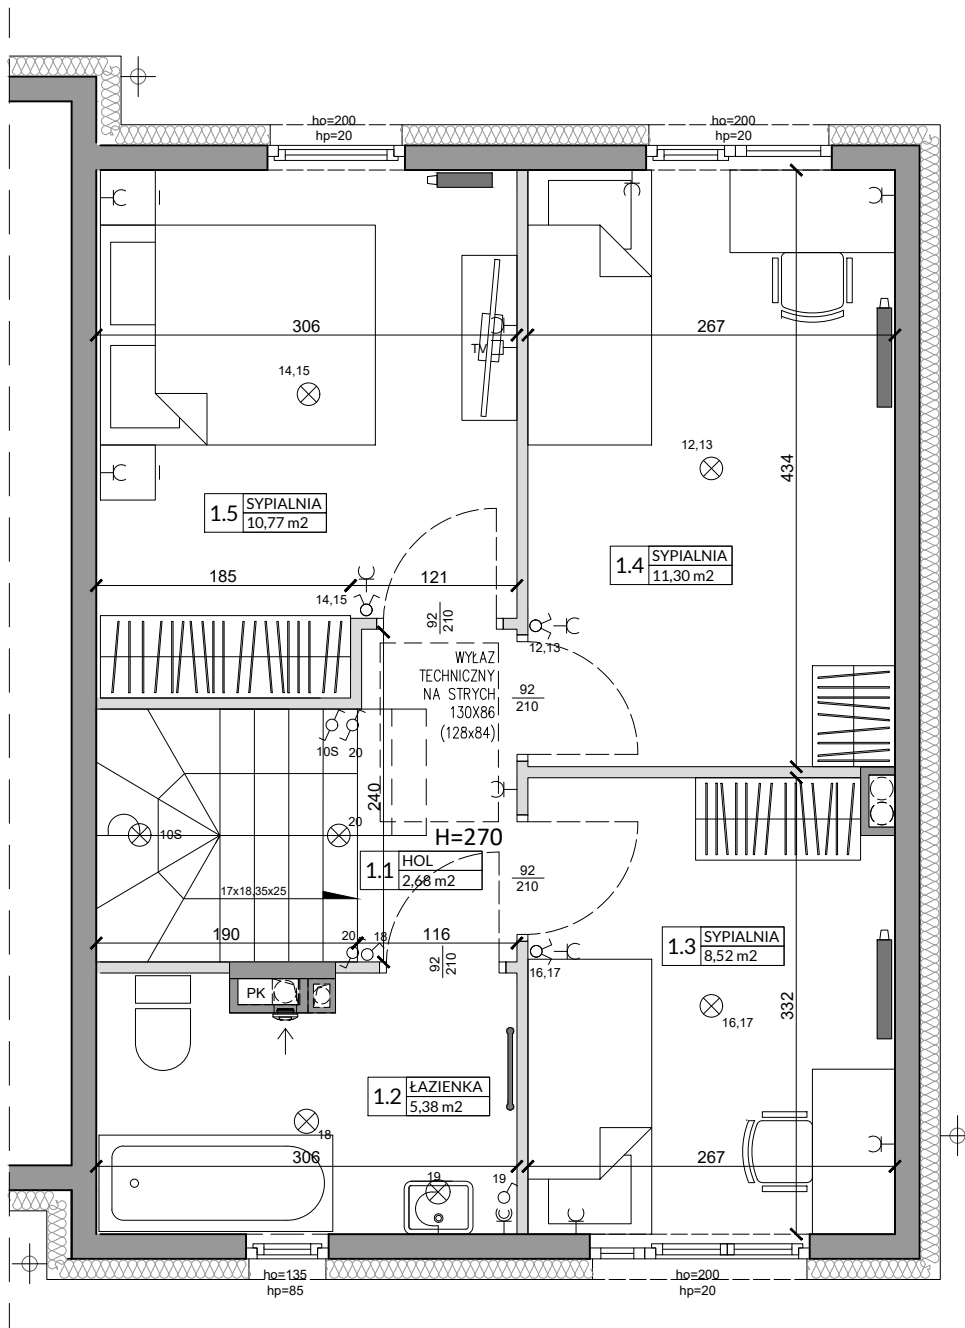 ho=200
hp=20
ho=200
hp=20
306
267
TV
14,15
12,13
434
1.5 SYPIALNIA
10,77 m2
1.4 SYPIALNIA
11,30 m2
185
121
14,15
92
210
12,13
WYŁAZ
TECHNICZNY
NA STRYCH
130X86
(128x84)
92
210
10S
20
240
10S
20
H=270
1.1 HOL
2,68 m2
92
210
17x18,35x25
190
20
18
116
92
210
16,17
1.3 SYPIALNIA
8,52 m2
PK
332
16,17
1.2 ŁAZIENKA
5,38 m2
18
306
267
19
19
ho=135
hp=85
ho=200
hp=20